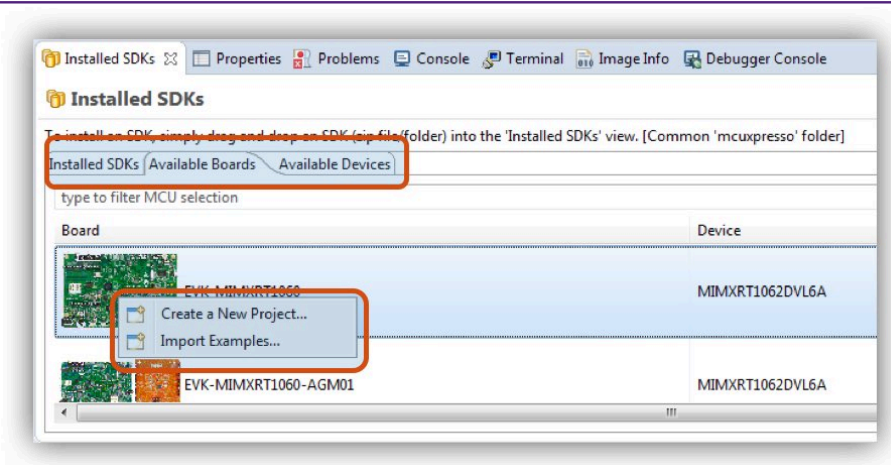 Installed SDKs Properties Problems Console Terminal Image Info Debugger Console
Installed SDKs
To install an SDK, simply drag and drop an SDK (zip file/folder) into the 'Installed SDKs' view. [Common 'mcuxpresso' folder]
Installed SDKs Available Boards Available Devices
type to filter MCU selection
Board Device
EVK-MIMXRT1060 MIMXRT1062DVL6A
Create a New Project...
Import Examples...
EVK-MIMXRT1060-AGM01 MIMXRT1062DVL6A